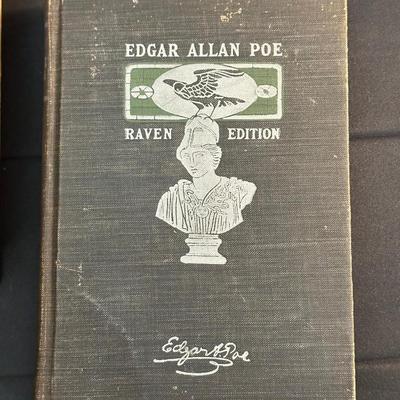 EDGAR ALLAN POE
RAVEN EDITION
Edgar A Poe